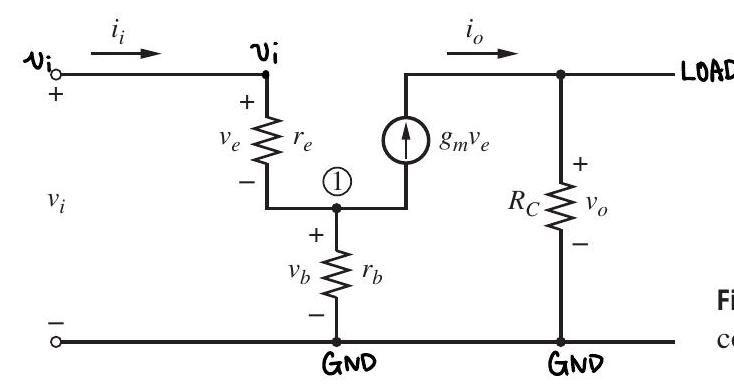 i_i
v_i
i_o
v_i
LOAD
+
+
v_e
r_e
g_m v_e
−
①
+
v_i
R_C
v_o
+
−
v_b
r_b
−
−
Fi
co
GND
GND